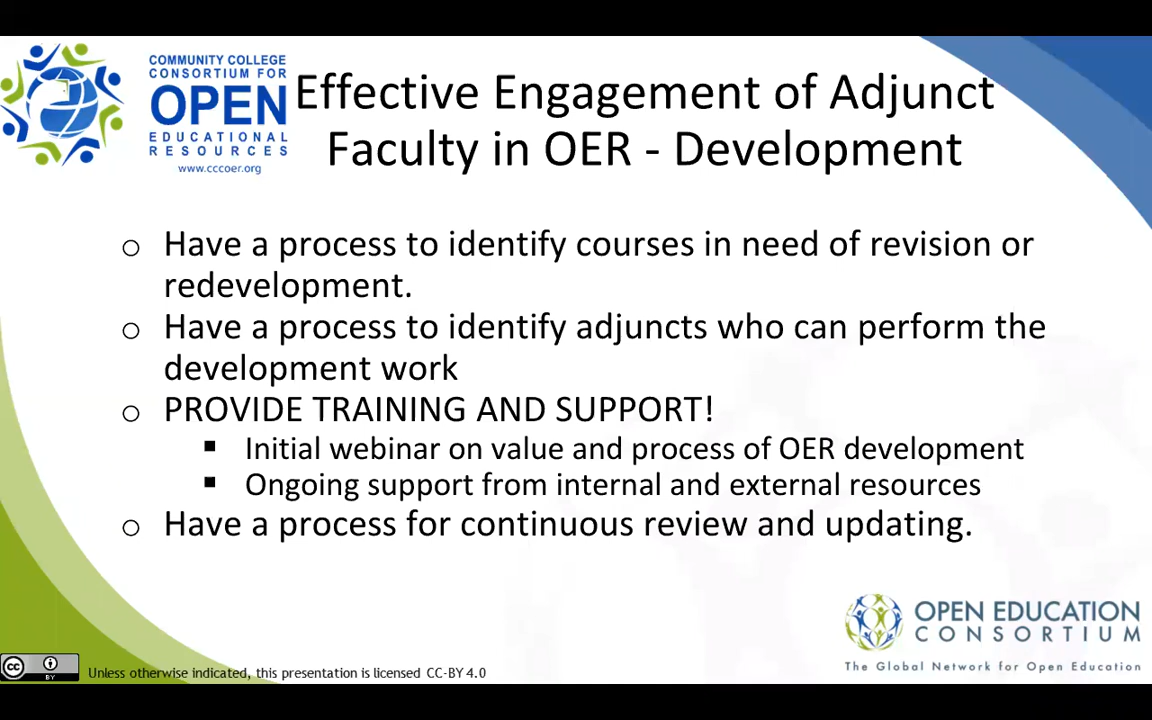 COMMUNITY COLLEGE
CONSORTIUM FOR
OPEN
EDUCATIONAL
RESOURCES
www.cccoer.org
Effective Engagement of Adjunct
Faculty in OER - Development
Have a process to identify courses in need of revision or
redevelopment.
Have a process to identify adjuncts who can perform the
development work
PROVIDE TRAINING AND SUPPORT!
Initial webinar on value and process of OER development
Ongoing support from internal and external resources
Have a process for continuous review and updating.
OPEN EDUCATION
CONSORTIUM
The Global Network for Open Education
cc
BY
Unless otherwise indicated, this presentation is licensed CC-BY 4.0